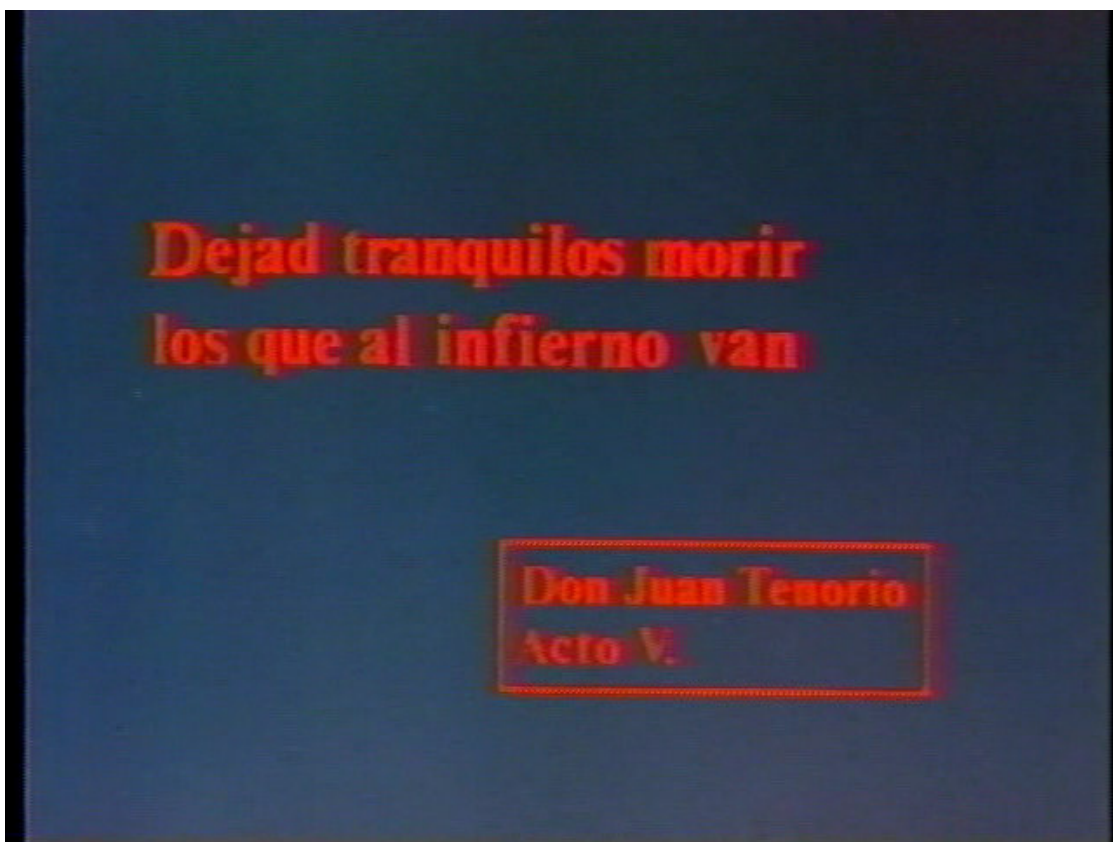 Dejad tranquilos morir
los que al infierno van
Don Juan Tenorio
Acto V.